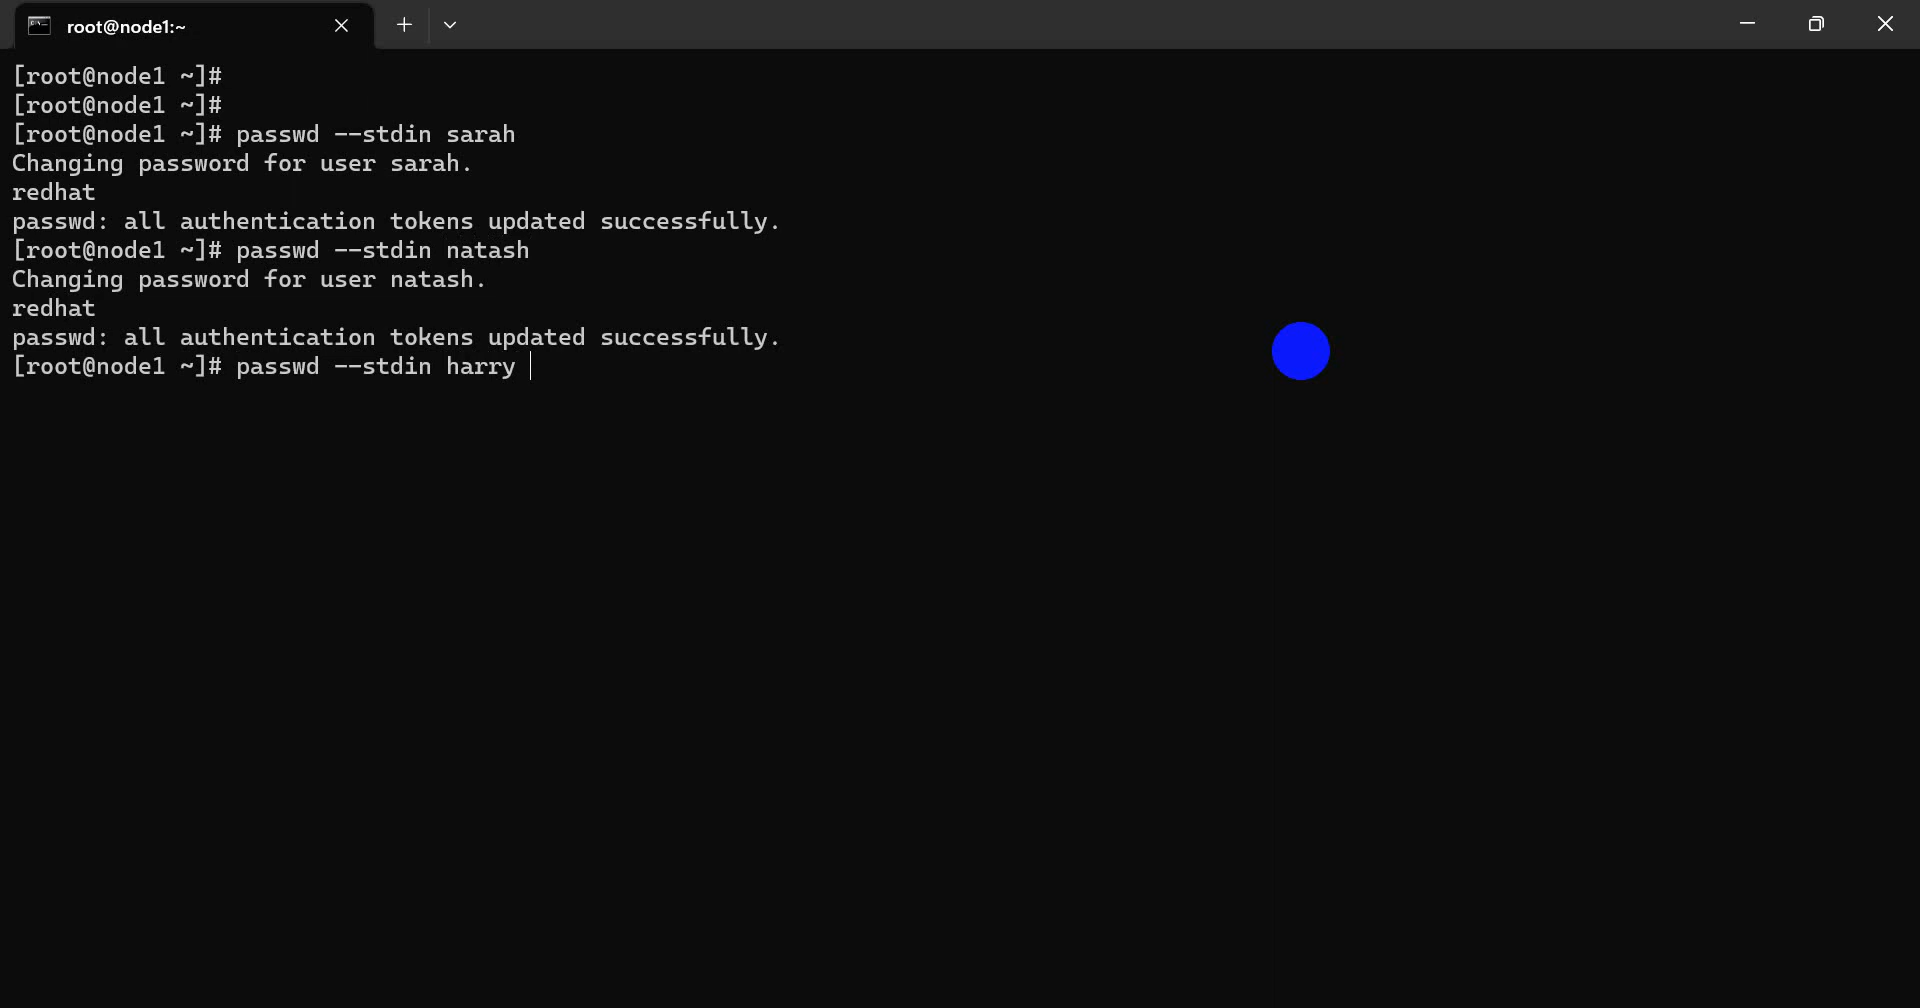 root@node1:~
[root@node1 ~]#
[root@node1 ~]#
[root@node1 ~]# passwd --stdin sarah
Changing password for user sarah.
redhat
passwd: all authentication tokens updated successfully.
[root@node1 ~]# passwd --stdin natash
Changing password for user natash.
redhat
passwd: all authentication tokens updated successfully.
[root@node1 ~]# passwd --stdin harry